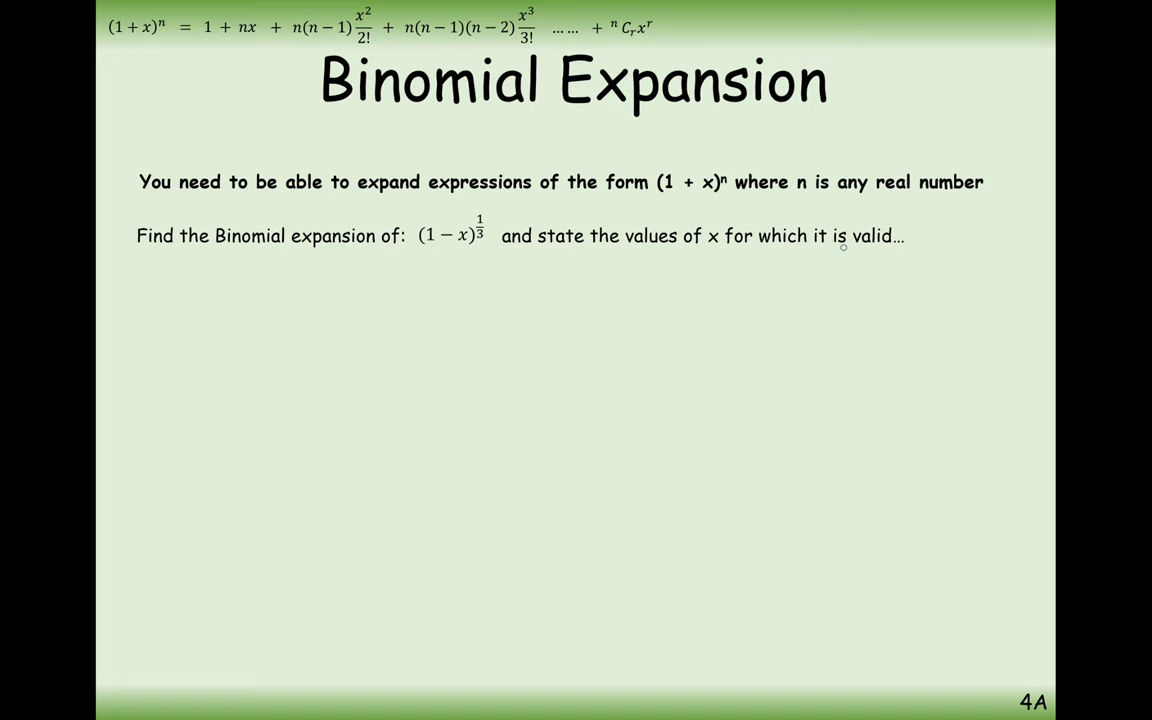 (1 + x)ⁿ = 1 + nx + n(n − 1) x²/2! + n(n − 1)(n − 2) x³/3! …… + ⁿCᵣxʳ
Binomial Expansion
You need to be able to expand expressions of the form (1 + x)ⁿ where n is any real number
Find the Binomial expansion of: (1 − x)^(1/3) and state the values of x for which it is valid…
4A